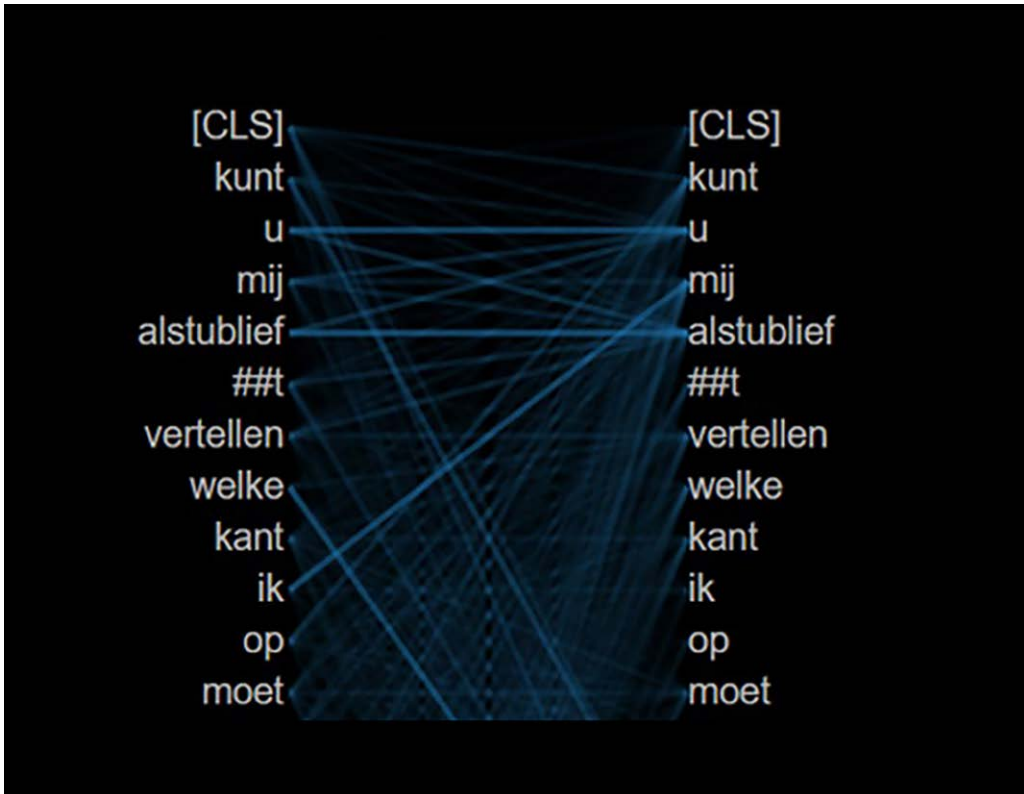 [CLS] [CLS]
kunt kunt
u u
mij mij
alstublief alstublief
##t ##t
vertellen vertellen
welke welke
kant kant
ik ik
op op
moet moet